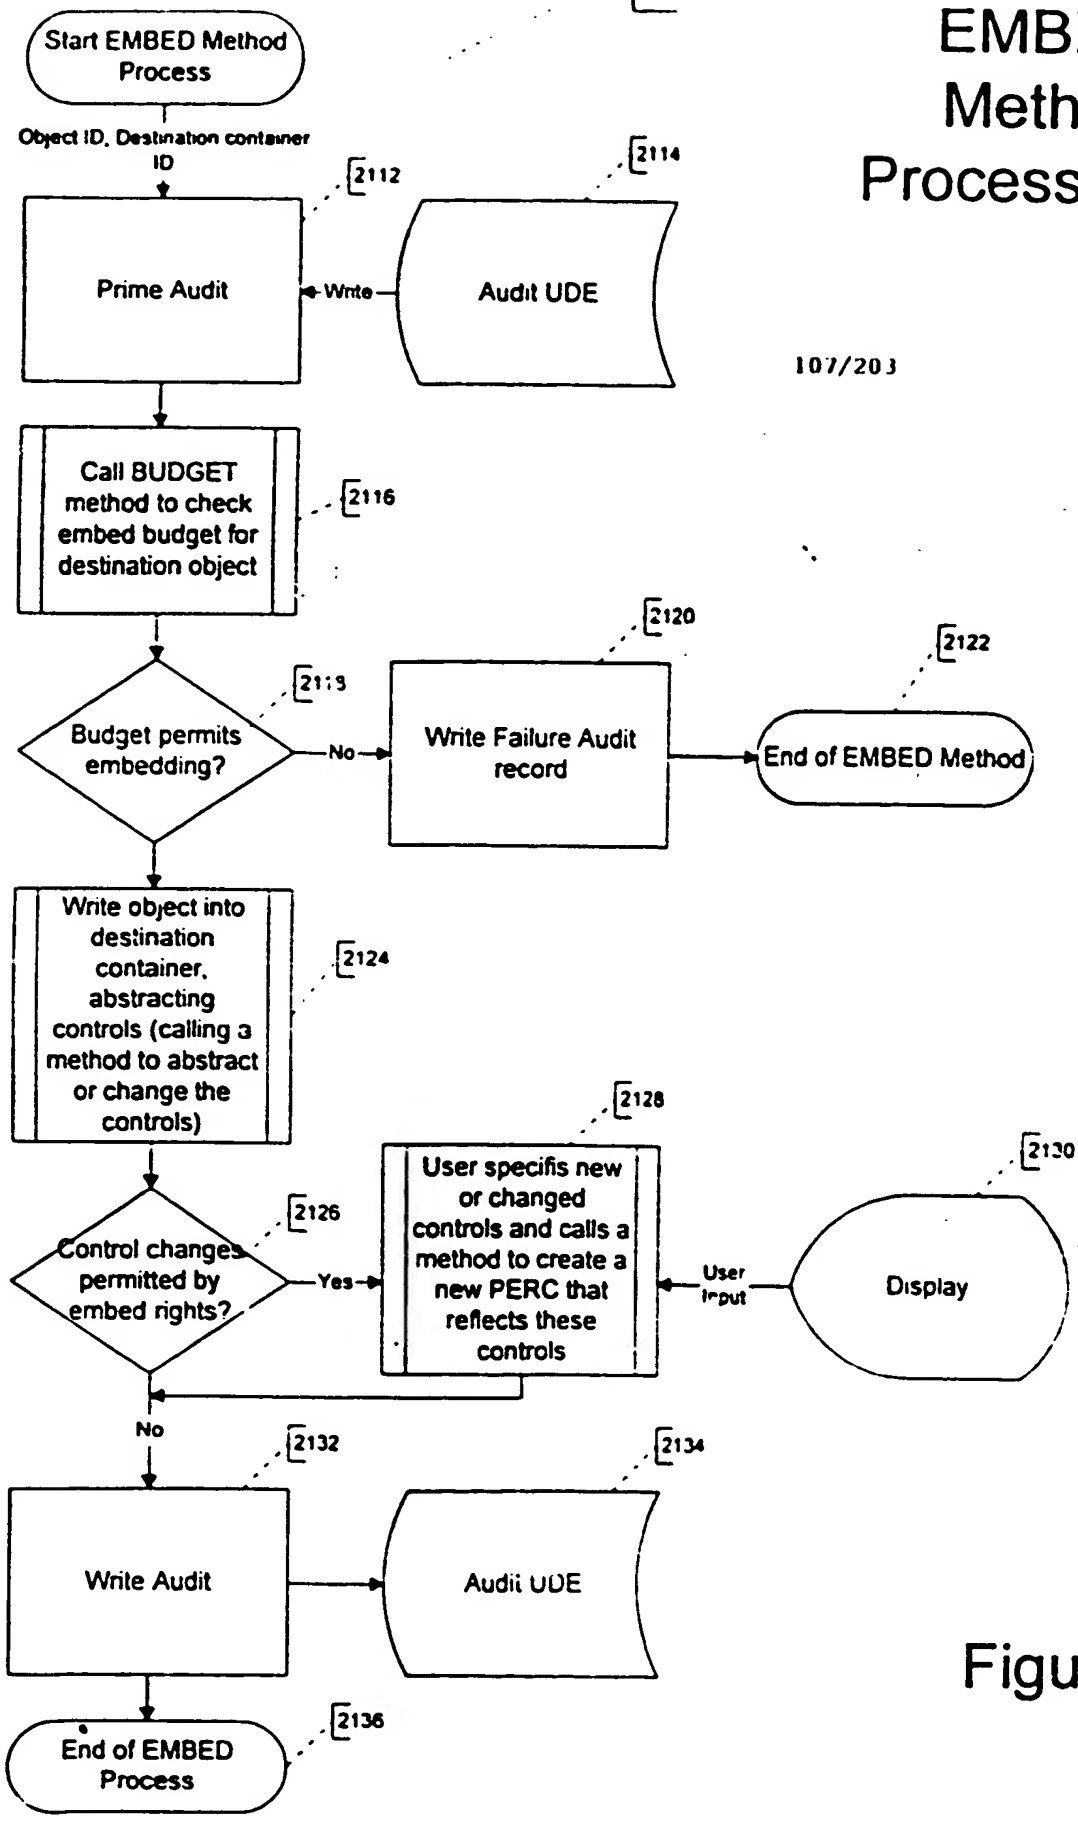 EMB
Meth
Process
Start EMBED Method
Process
Object ID, Destination container
ID
2112
2114
Prime Audit
Write
Audit UDE
107/203
Call BUDGET
method to check
embed budget for
destination object
2116
2120
2122
Budget permits
embedding?
No
Write Failure Audit
record
End of EMBED Method
Write object into
destination
container,
abstracting
controls (calling a
method to abstract
or change the
controls)
2124
2128
2130
User specifis new
or changed
controls and calls a
method to create a
new PERC that
reflects these
controls
2126
Control changes
permitted by
embed rights?
Yes
User
Input
Display
No
2132
2134
Write Audit
Audit UDE
Figu
2136
End of EMBED
Process